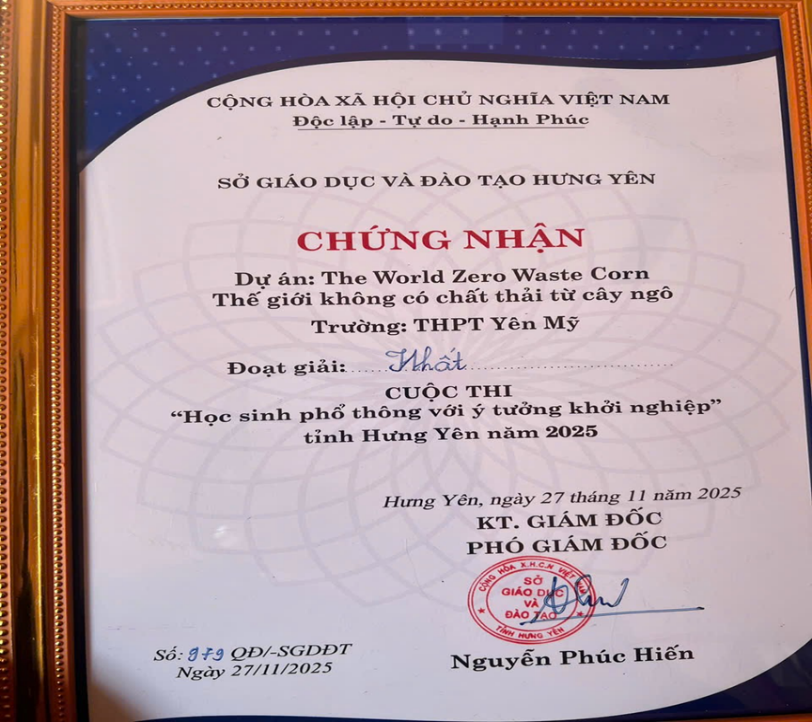 CỘNG HÒA XÃ HỘI CHỦ NGHĨA VIỆT NAM
Độc lập - Tự do - Hạnh Phúc
SỞ GIÁO DỤC VÀ ĐÀO TẠO HƯNG YÊN
CHỨNG NHẬN
Dự án: The World Zero Waste Corn
Thế giới không có chất thải từ cây ngô
Trường: THPT Yên Mỹ
Đoạt giải: Nhất
CUỘC THI
“Học sinh phổ thông với ý tưởng khởi nghiệp”
tỉnh Hưng Yên năm 2025
Hưng Yên, ngày 27 tháng 11 năm 2025
KT. GIÁM ĐỐC
PHÓ GIÁM ĐỐC
CỘNG HÒA X.H.C.N VIỆT NAM
SỞ
GIÁO DỤC
VÀ
ĐÀO TẠO
TỈNH HƯNG YÊN
Nguyễn Phúc Hiến
Số: 979 QĐ/-SGDĐT
Ngày 27/11/2025